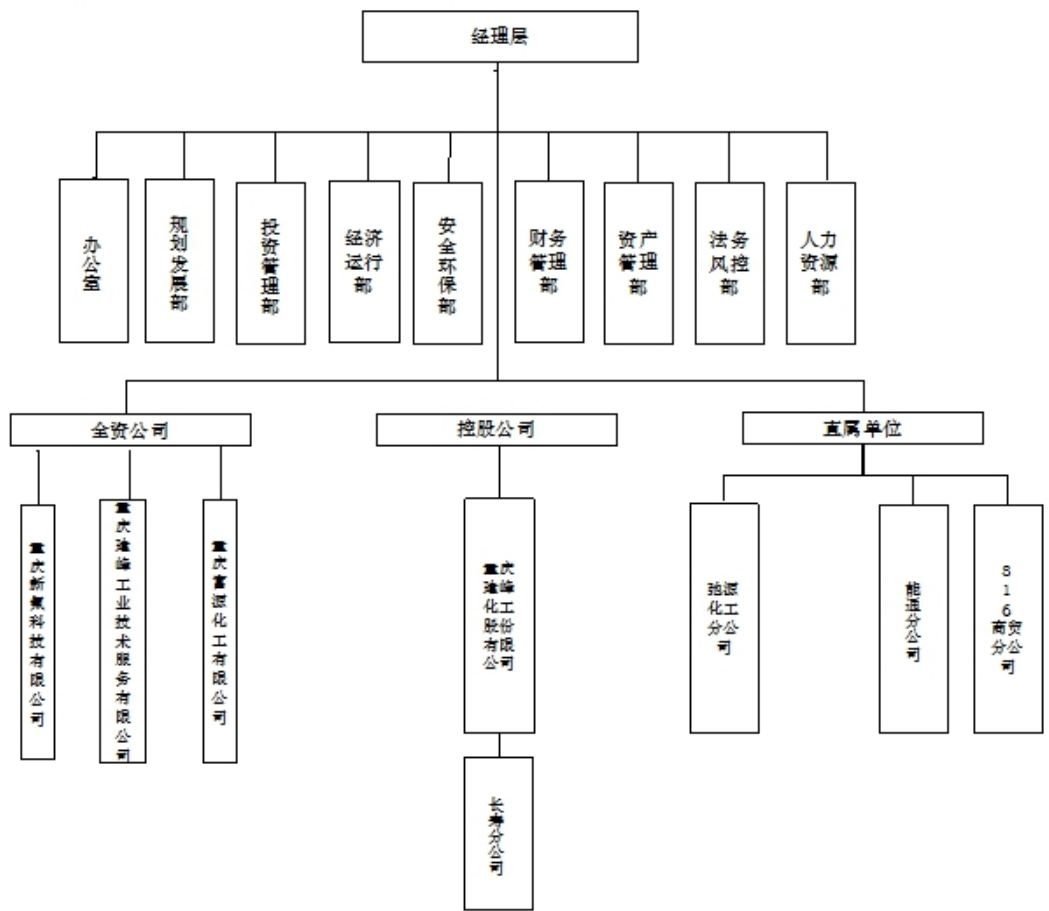 经理层
办公室
规划发展部
投资管理部
经济
运行
部
安全环保部
财务
管理
部
资产
管理
部
法务
风控
部
人力
资源
部
全资公司
控股公司
直属单位
重庆新氟科技有限公司
重庆建峰工业技术服务有限公司
重庆富源化工有限公司
重庆
建峰
化工
股份
有限
公司
弛源
化工
分公
司
能通分公司
8
1
6
商贸
分公
司
长寿分公司